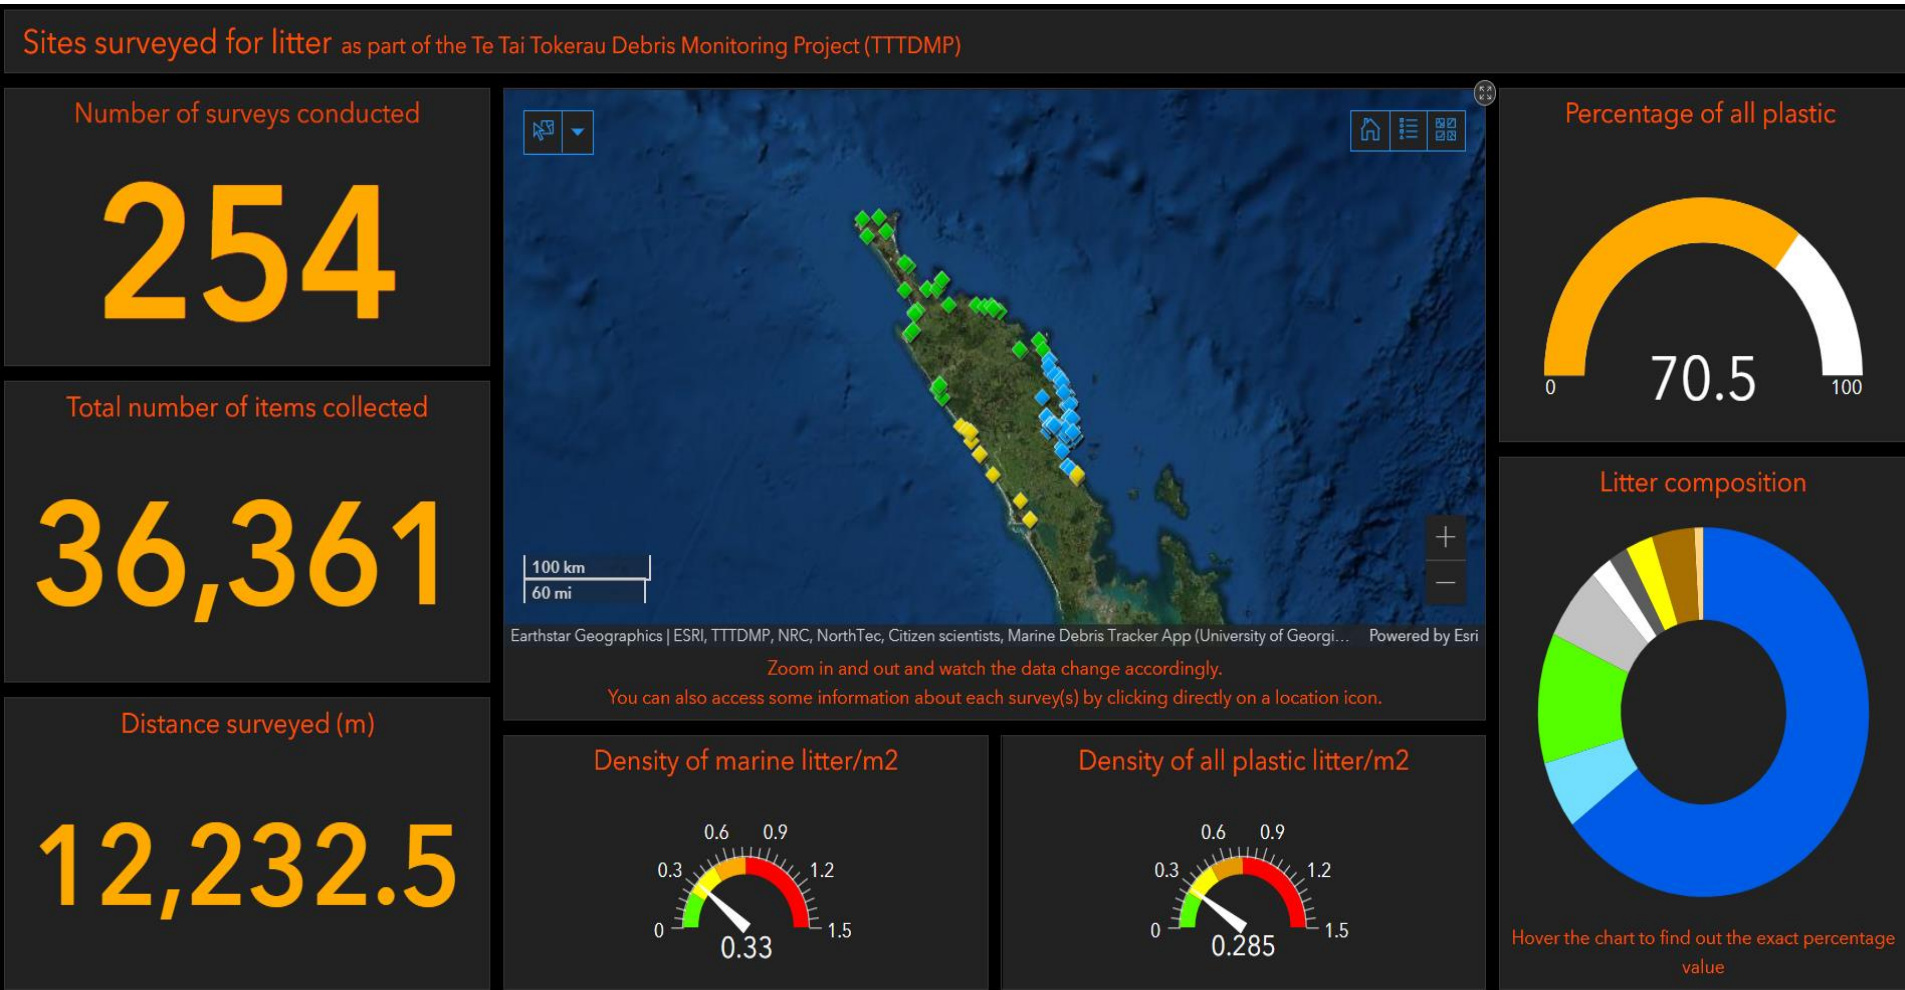 Sites surveyed for litter as part of the Te Tai Tokerau Debris Monitoring Project (TTTDMP)
Number of surveys conducted
254
Total number of items collected
36,361
Distance surveyed (m)
12,232.5
100 km
60 mi
+
−
Earthstar Geographics | ESRI, TTTDMP, NRC, NorthTec, Citizen scientists, Marine Debris Tracker App (University of Georgi... Powered by Esri
Zoom in and out and watch the data change accordingly.
You can also access some information about each survey(s) by clicking directly on a location icon.
Density of marine litter/m2
0
0.3
0.6
0.9
1.2
1.5
0.33
Density of all plastic litter/m2
0
0.3
0.6
0.9
1.2
1.5
0.285
Percentage of all plastic
0
70.5
100
Litter composition
Hover the chart to find out the exact percentage
value